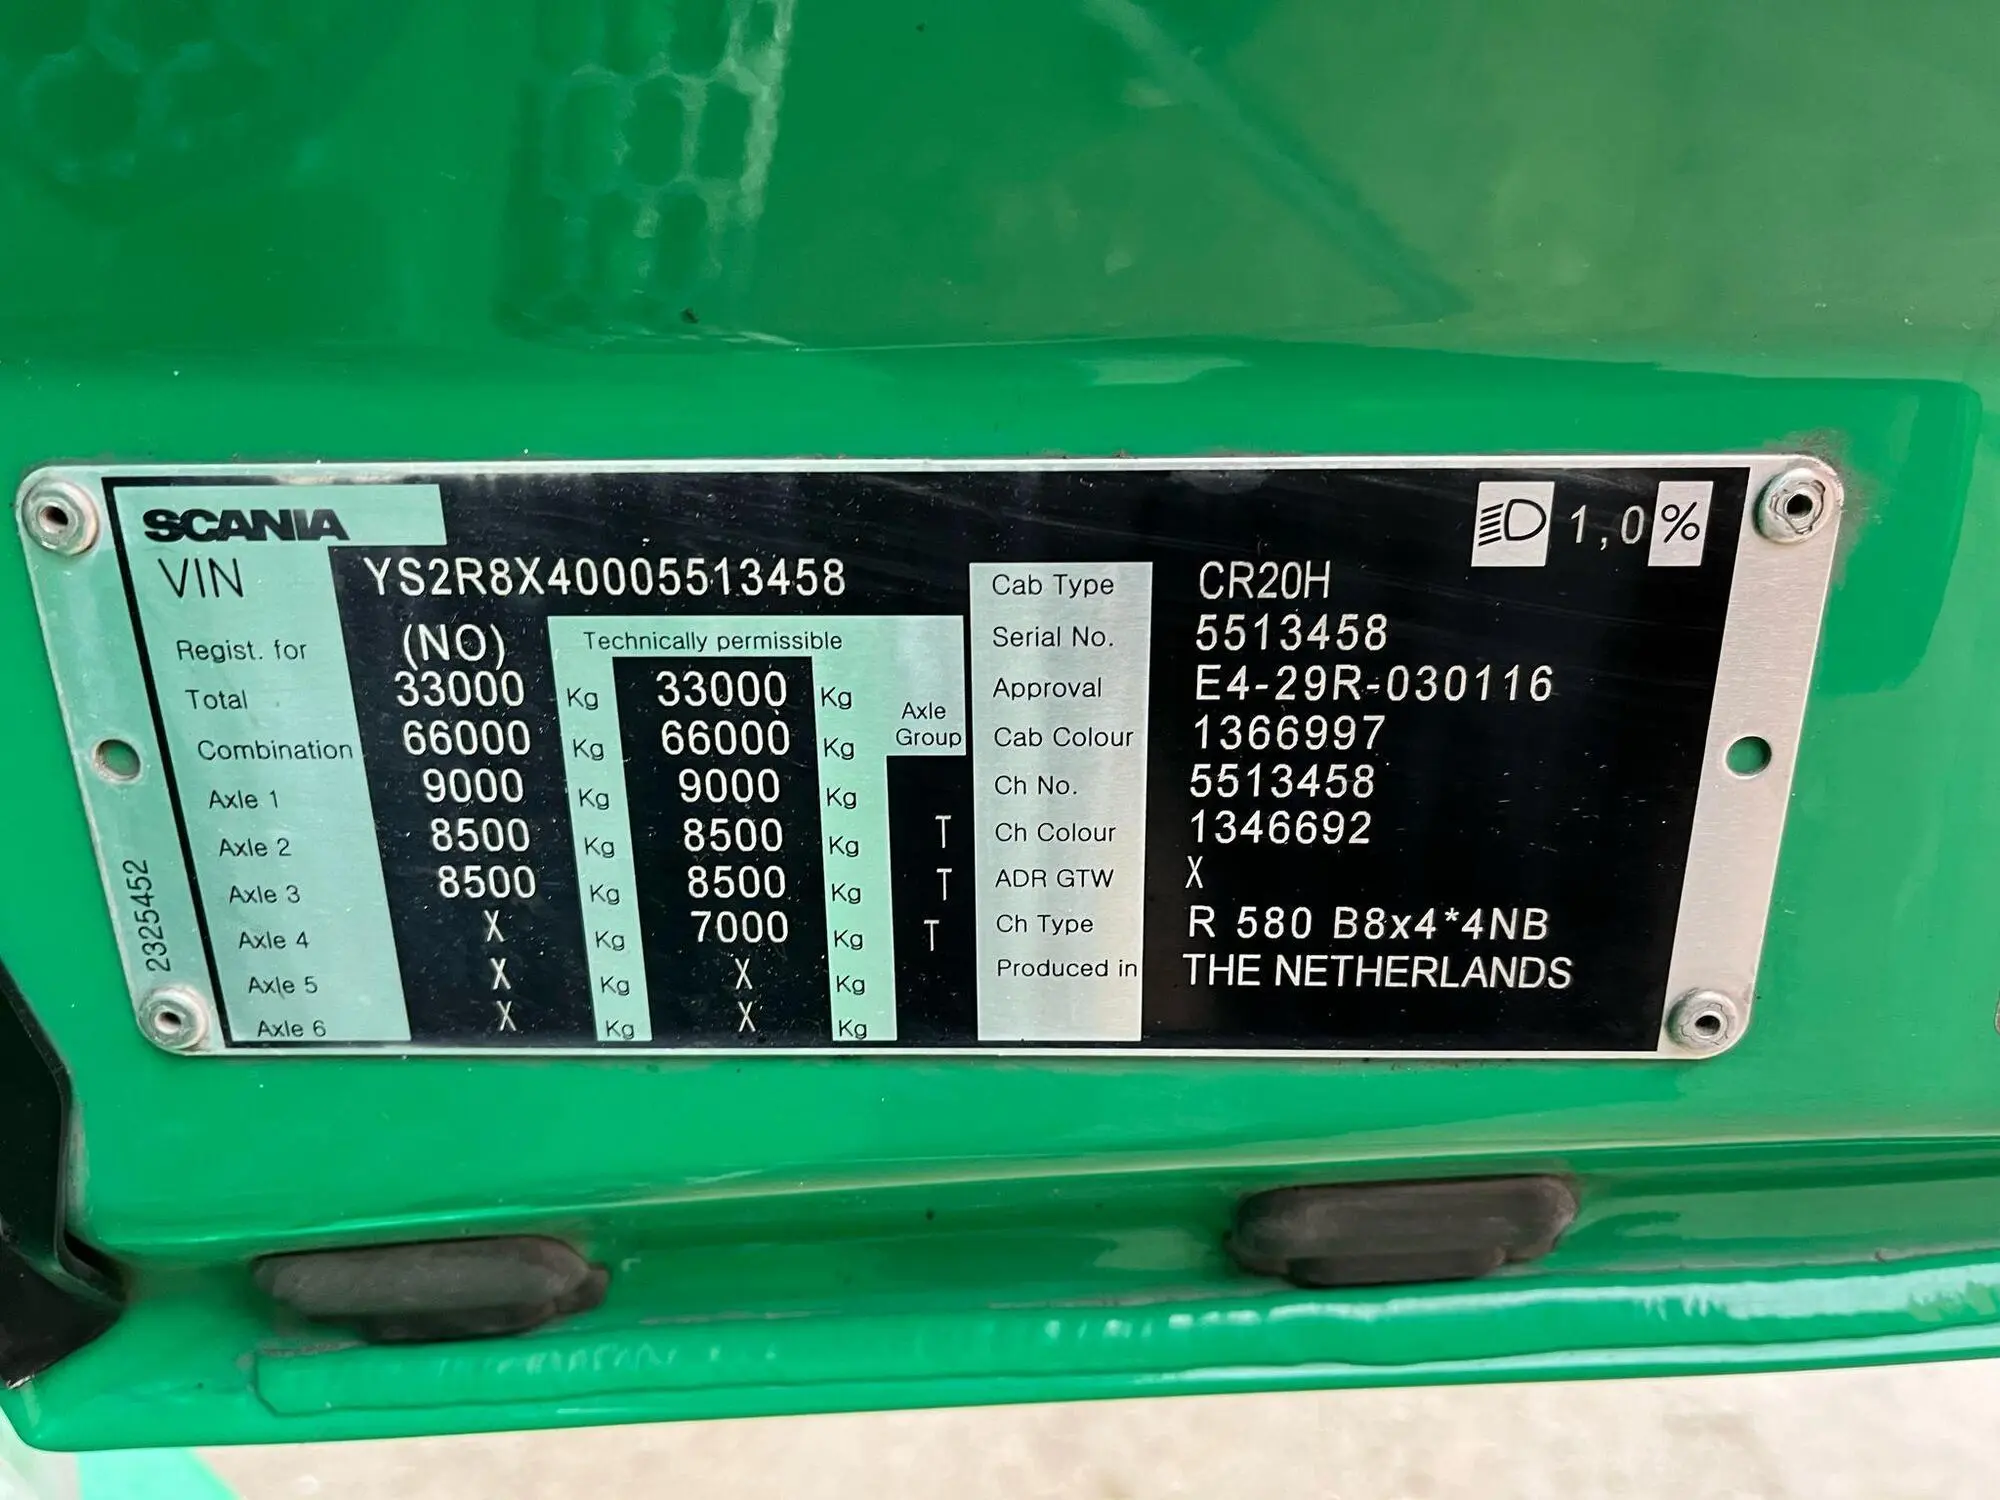 SCANIA
1,0%
VIN YS2R8X40005513458
Regist. for (NO) Technically permissible
Total 33000 Kg 33000 Kg
Combination 66000 Kg 66000 Kg
Axle Group
Axle 1 9000 Kg 9000 Kg
Axle 2 8500 Kg 8500 Kg T
Axle 3 8500 Kg 8500 Kg T
Axle 4 X Kg 7000 Kg T
Axle 5 X Kg X Kg
Axle 6 X Kg X Kg
Cab Type CR20H
Serial No. 5513458
Approval E4-29R-030116
Cab Colour 1366997
Ch No. 5513458
Ch Colour 1346692
ADR GTW X
Ch Type R 580 B8x4*4NB
Produced in THE NETHERLANDS
2325452